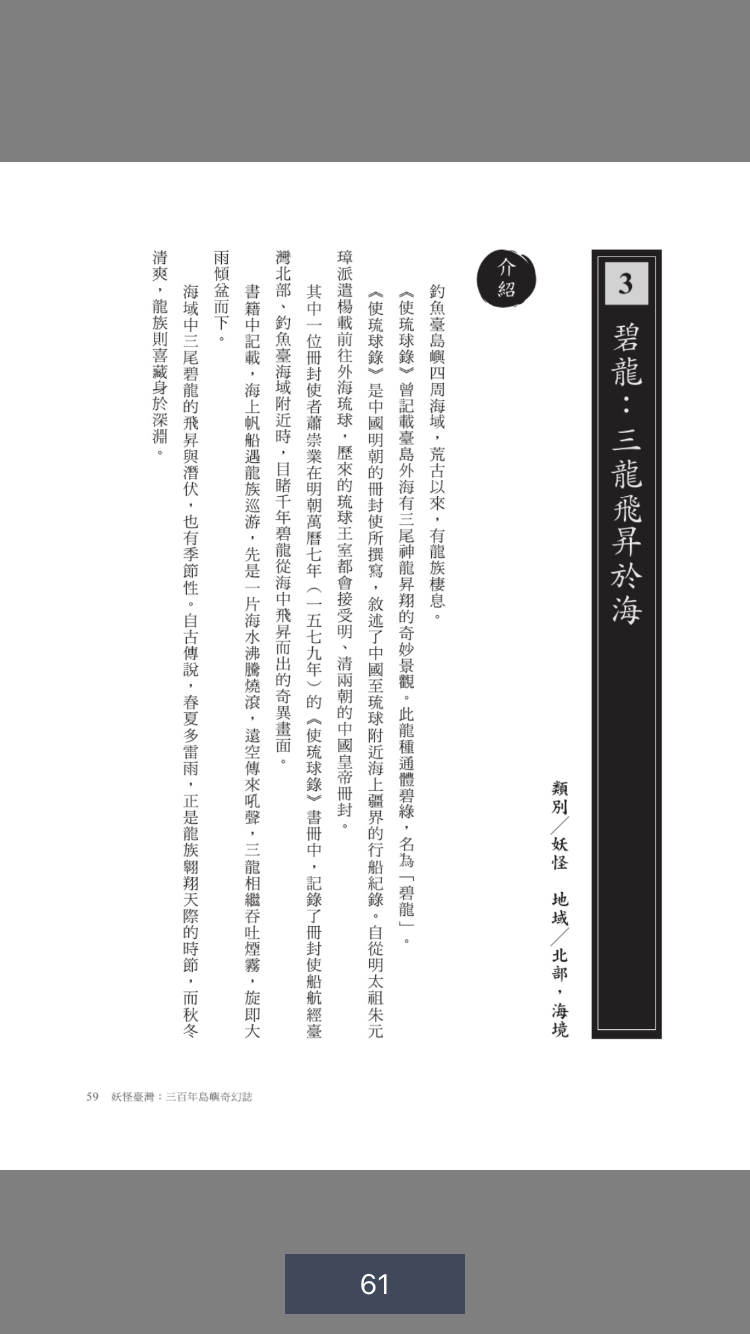 3
碧龍：三龍飛昇於海
類別／妖怪　地域／北部，海境
介紹
釣魚臺島嶼四周海域，荒古以來，有龍族棲息。
《使琉球錄》曾記載臺島外海有三尾神龍昇翔的奇妙景觀。此龍種通體碧綠，名為「碧龍」。
《使琉球錄》是中國明朝的冊封使所撰寫，敘述了中國至琉球附近海上疆界的行船紀錄。自從明太祖朱元
璋派遣楊載前往外海琉球，歷來的琉球王室都會接受明、清兩朝的中國皇帝冊封。
其中一位冊封使者蕭崇業在明朝萬曆七年（一五七九年）的《使琉球錄》書冊中，記錄了冊封使船航經臺
灣北部、釣魚臺海域附近時，目睹千年碧龍從海中飛昇而出的奇異畫面。
書籍中記載，海上帆船遇龍族巡游，先是一片海水沸騰燒滾，遠空傳來吼聲，三龍相繼吞吐煙霧，旋即大
雨傾盆而下。
海域中三尾碧龍的飛昇與潛伏，也有季節性。自古傳說，春夏多雷雨，正是龍族翱翔天際的時節，而秋冬
清爽，龍族則喜藏身於深淵。
59　妖怪臺灣：三百年島嶼奇幻誌
61